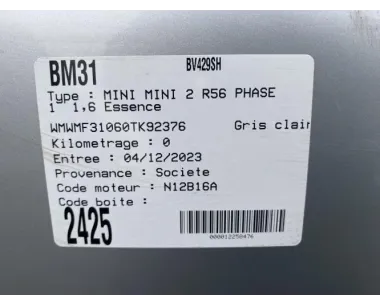 BM31
BV429SH
Type : MINI MINI 2 R56 PHASE
1 1,6 Essence
WMWMF31060TK92376 Gris clair
Kilometrage : 0
Entree : 04/12/2023
Provenance : Societe
Code moteur : N12B16A
Code boite :
2425
000012258476